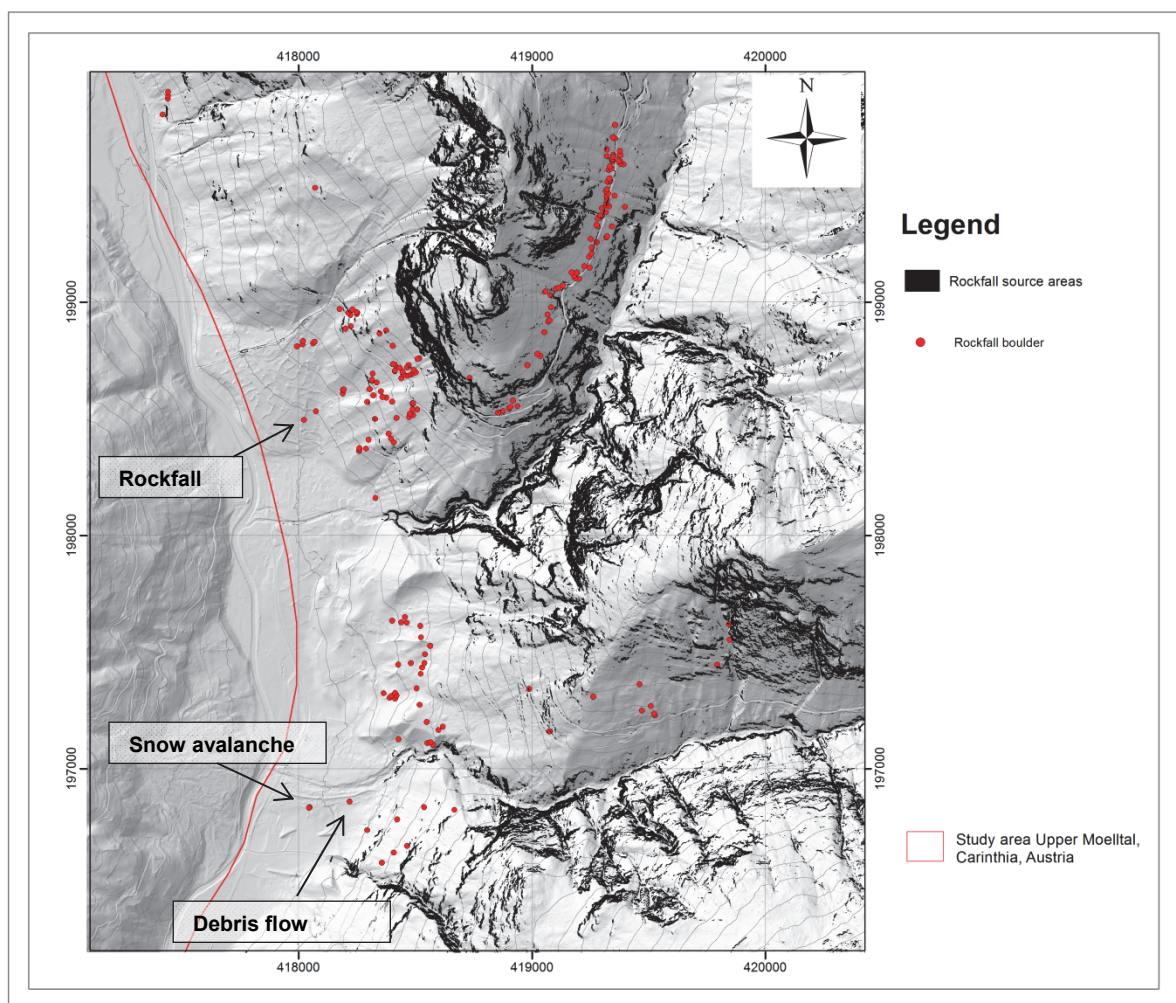 418000 419000 420000
N
Legend
Rockfall source areas
199000 199000
Rockfall boulder
Rockfall
198000 198000
Snow avalanche
197000 197000
Study area Upper Moelltal,
Carinthia, Austria
Debris flow
418000 419000 420000